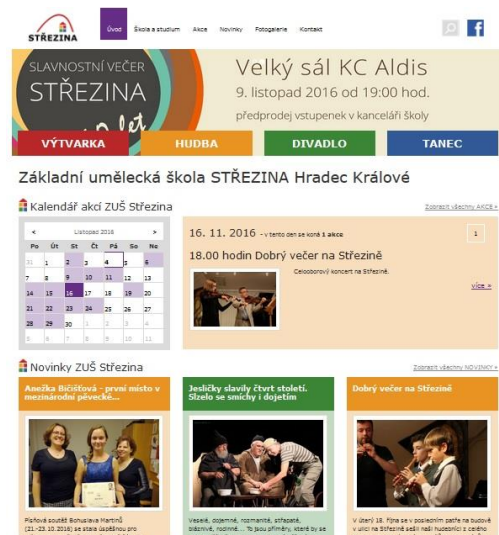 STŘEZINA
Úvod Škola a studium Akce Novinky Fotogalerie Kontakt
SLAVNOSTNÍ VEČER
STŘEZINA
let
Velký sál KC Aldis
9. listopad 2016 od 19:00 hod.
předprodej vstupenek v kanceláři školy
VÝTVARKA HUDBA DIVADLO TANEC
Základní umělecká škola STŘEZINA Hradec Králové
Kalendář akcí ZUŠ Střezina
Zobrazit všechny AKCE »
< Listopad 2016 >
Po Út St Čt Pá So Ne
31 1 2 3 4 5 6
7 8 9 10 11 12 13
14 15 16 17 18 19 20
21 22 23 24 25 26 27
28 29 30 1 2 3 4
5 6 7 8 9 10 11
16. 11. 2016 - v tento den se koná 1 akce
1
18.00 hodin Dobrý večer na Střezině
Celooborový koncert na Střezině.
více »
Novinky ZUŠ Střezina
Zobrazit všechny NOVINKY »
Anežka Bičišťová - první místo v
mezinárodní pěvecké...
Písňová soutěž Bohuslava Martinů
(21.-23.10.2016) se stala úspěšnou pro
Jesličky slavily čtvrt století.
Slzelo se smíchy i dojetím
Veselé, dojemné, rozmanité, střapaté,
bláznivé, rodinné... To jsou příměry, které by se
Dobrý večer na Střezině
V úterý 18. října se v posledním patře na budově
v ulici na Střezině sešli naši hudebníci z celého